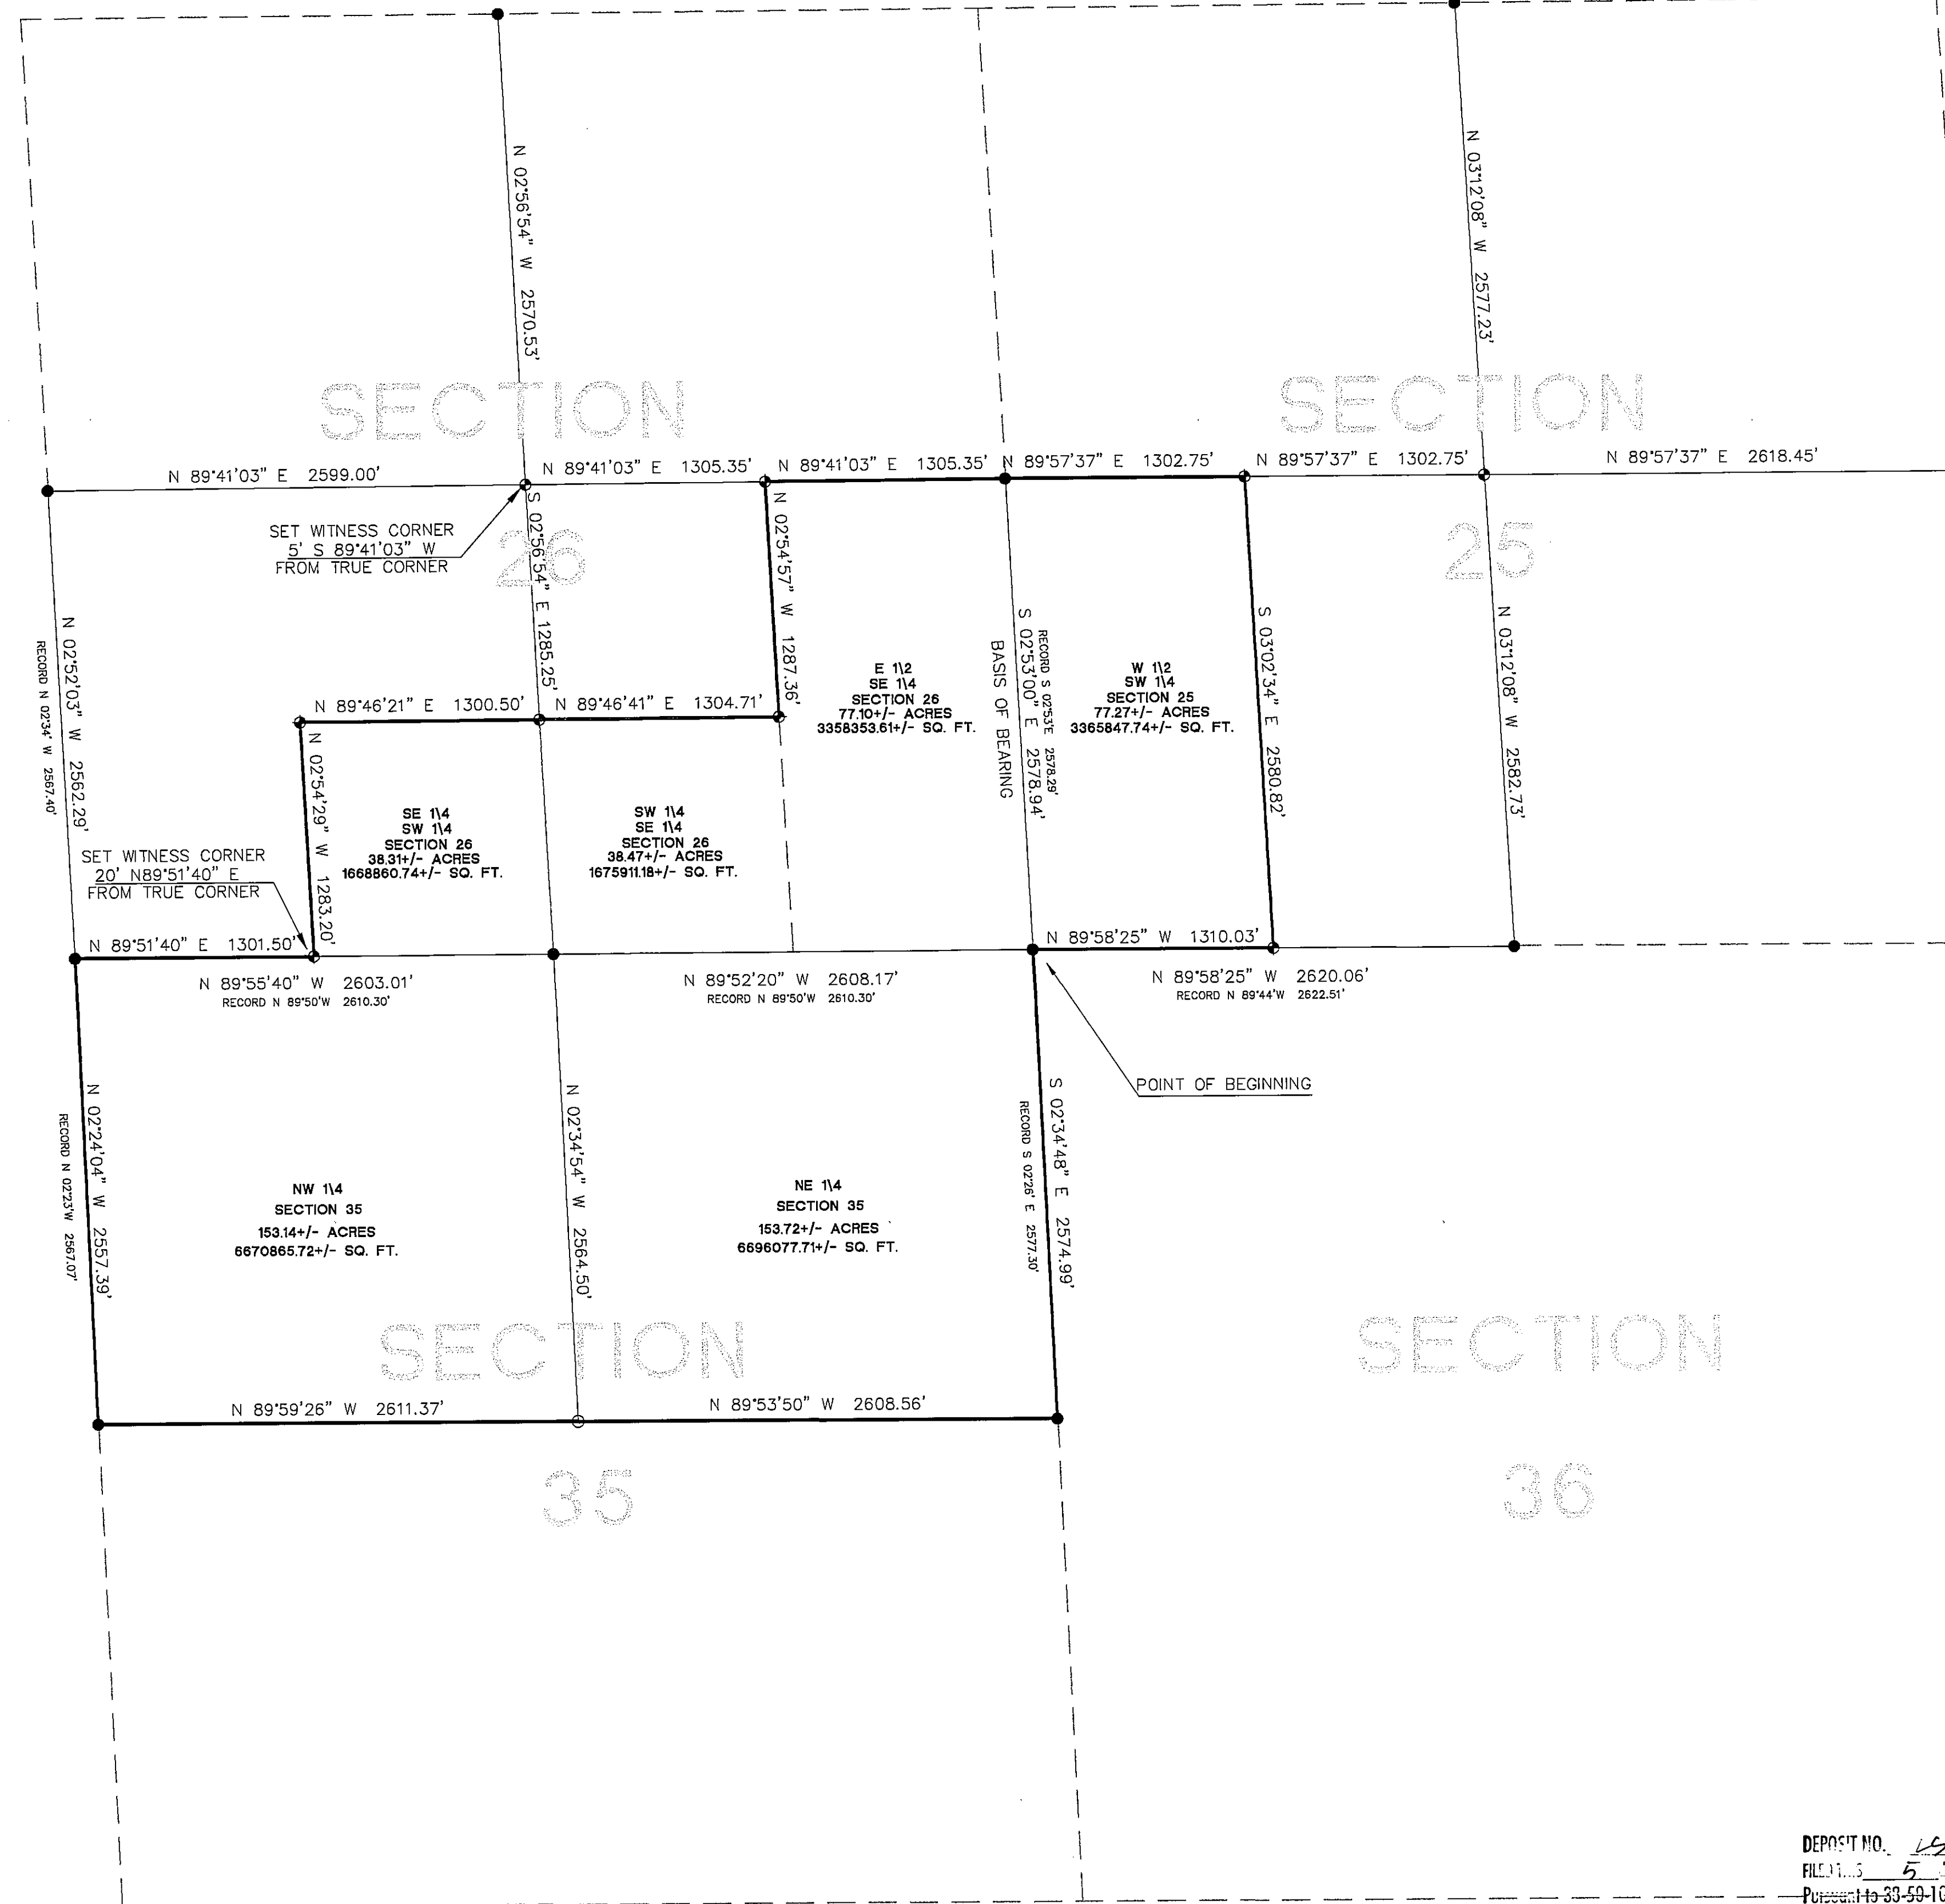 N 02°56'54" W 2570.53'
N 03°12'08" W 2577.23'
SECTION
SECTION
N 89°41'03" E 2599.00'
N 89°41'03" E 1305.35'
N 89°41'03" E 1305.35'
N 89°57'37" E 1302.75'
N 89°57'37" E 1302.75'
N 89°57'37" E 2618.45'
SET WITNESS CORNER
5' S 89°41'03" W
FROM TRUE CORNER
26
25
S 02°56'54" E 1285.25'
N 02°54'57" W 1287.36'
N 02°52'03" W 2562.29'
RECORD N 02°34' W 2567.40'
E 1\2
SE 1\4
SECTION 26
77.10+/- ACRES
3358353.61+/- SQ. FT.
RECORD S 02°53'E 2578.29'
S 02°53'00" E 2578.94'
BASIS OF BEARING
W 1\2
SW 1\4
SECTION 25
77.27+/- ACRES
3365847.74+/- SQ. FT.
S 03°02'34" E 2580.82'
N 03°12'08" W 2582.73'
N 89°46'21" E 1300.50'
N 89°46'41" E 1304.71'
N 02°54'29" W 1283.20'
SE 1\4
SW 1\4
SECTION 26
38.31+/- ACRES
1668860.74+/- SQ. FT.
SW 1\4
SE 1\4
SECTION 26
38.47+/- ACRES
1675911.18+/- SQ. FT.
SET WITNESS CORNER
20' N89°51'40" E
FROM TRUE CORNER
N 89°51'40" E 1301.50'
N 89°58'25" W 1310.03'
N 89°55'40" W 2603.01'
RECORD N 89°50'W 2610.30'
N 89°52'20" W 2608.17'
RECORD N 89°50'W 2610.30'
N 89°58'25" W 2620.06'
RECORD N 89°44'W 2622.51'
POINT OF BEGINNING
N 02°24'04" W 2557.39'
RECORD N 02°23'W 2567.07'
N 02°34'54" W 2564.50'
S 02°34'48" E 2574.99'
RECORD S 02°26' E 2577.30'
NW 1\4
SECTION 35
153.14+/- ACRES
6670865.72+/- SQ. FT.
NE 1\4
SECTION 35
153.72+/- ACRES
6696077.71+/- SQ. FT.
SECTION
SECTION
N 89°59'26" W 2611.37'
N 89°53'50" W 2608.56'
35
36
DEPOSIT NO.
5
Pursuant to 33-59-10